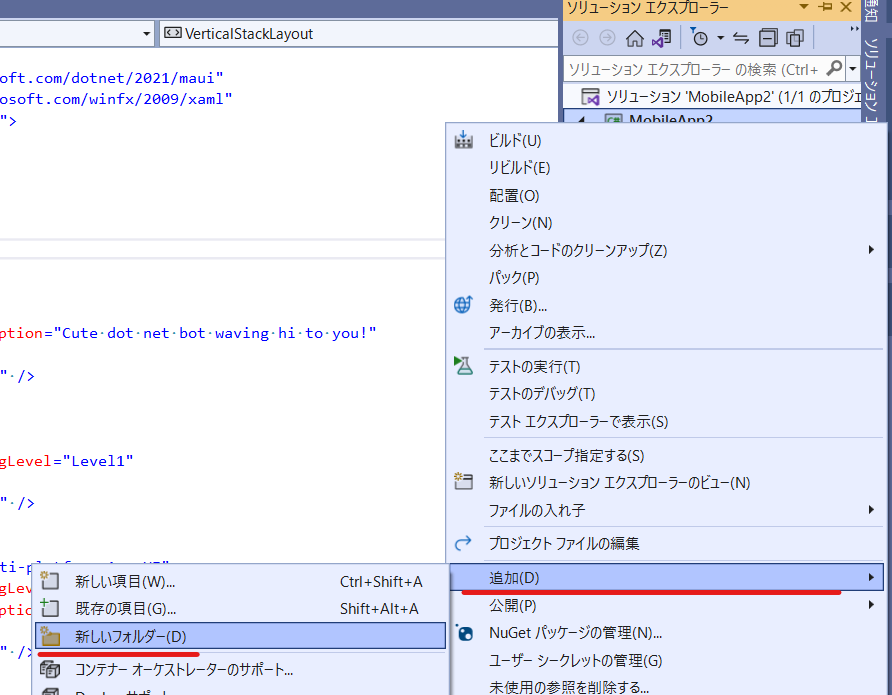 ソリューション エクスプローラー
通知
VerticalStackLayout
ソリューション エクスプローラー の検索 (Ctrl+
ソリューション 'MobileApp2' (1/1 のプロジェ
MobileApp2
ソリューション エ
oft.com/dotnet/2021/maui"
osoft.com/winfx/2009/xaml"
">
ption="Cute·dot·net·bot·waving·hi·to·you!"
"·/>
gLevel="Level1"
"·/>
ビルド(U)
リビルド(E)
配置(O)
クリーン(N)
分析とコードのクリーンアップ(Z)
パック(P)
発行(B)...
アーカイブの表示...
テストの実行(T)
テストのデバッグ(T)
テスト エクスプローラーで表示(S)
ここまでスコープ指定する(S)
新しいソリューション エクスプローラーのビュー(N)
ファイルの入れ子
プロジェクト ファイルの編集
追加(D)
公開(P)
NuGet パッケージの管理(N)...
ユーザー シークレットの管理(G)
未使用の参照を削除する...
新しい項目(W)... Ctrl+Shift+A
既存の項目(G)... Shift+Alt+A
新しいフォルダー(D)
コンテナー オーケストレーターのサポート...